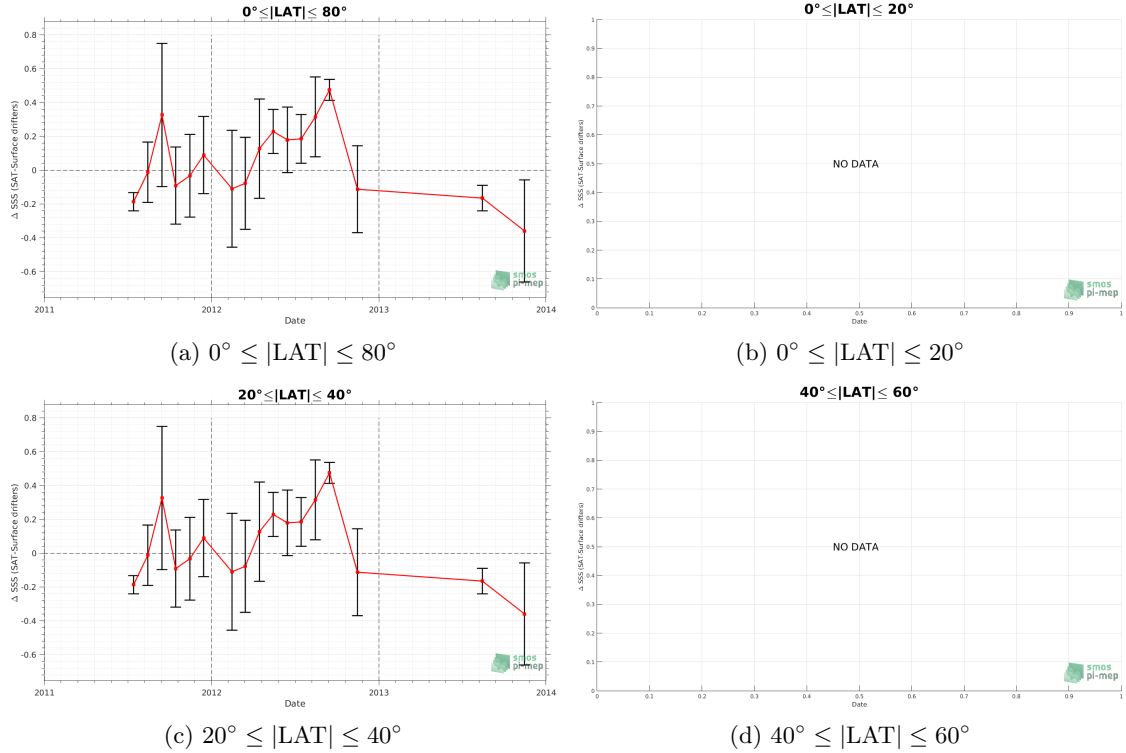 0°≤|LAT|≤ 80°
Δ SSS (SAT-Surface drifters)
0.8
0.6
0.4
0.2
0
-0.2
-0.4
-0.6
2011
2012
2013
2014
Date
smos
pi-mep
(a) 0° ≤ |LAT| ≤ 80°
0°≤|LAT|≤ 20°
Δ SSS (SAT-Surface drifters)
1
0.9
0.8
0.7
0.6
0.5
0.4
0.3
0.2
0.1
0
NO DATA
0
0.1
0.2
0.3
0.4
0.5
0.6
0.7
0.8
0.9
1
Date
smos
pi-mep
(b) 0° ≤ |LAT| ≤ 20°
20°≤|LAT|≤ 40°
Δ SSS (SAT-Surface drifters)
0.8
0.6
0.4
0.2
0
-0.2
-0.4
-0.6
2011
2012
2013
2014
Date
smos
pi-mep
(c) 20° ≤ |LAT| ≤ 40°
40°≤|LAT|≤ 60°
Δ SSS (SAT-Surface drifters)
1
0.9
0.8
0.7
0.6
0.5
0.4
0.3
0.2
0.1
0
NO DATA
0
0.1
0.2
0.3
0.4
0.5
0.6
0.7
0.8
0.9
1
Date
smos
pi-mep
(d) 40° ≤ |LAT| ≤ 60°